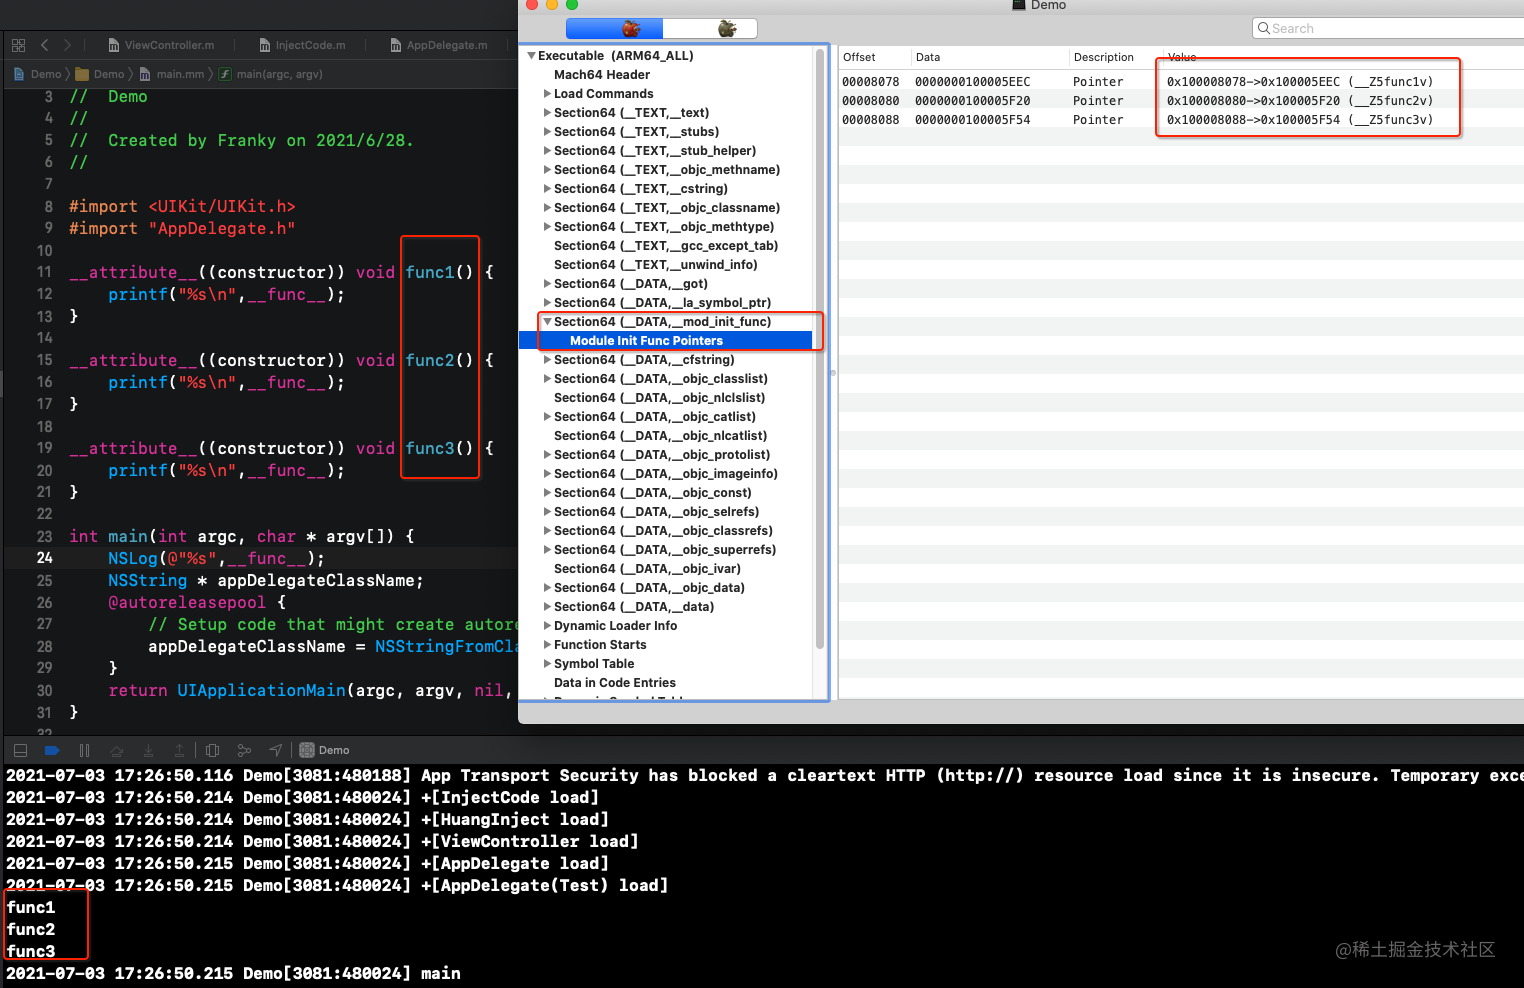 Demo
Search
ViewController.m
InjectCode.m
AppDelegate.m
Demo
Demo
main.mm
main(argc, argv)
3 // Demo
4 //
5 // Created by Franky on 2021/6/28.
6 //
7
8 #import <UIKit/UIKit.h>
9 #import "AppDelegate.h"
10
11 __attribute__((constructor)) void func1() {
12 printf("%s\n",__func__);
13 }
14
15 __attribute__((constructor)) void func2() {
16 printf("%s\n",__func__);
17 }
18
19 __attribute__((constructor)) void func3() {
20 printf("%s\n",__func__);
21 }
22
23 int main(int argc, char * argv[]) {
24 NSLog(@"%s",__func__);
25 NSString * appDelegateClassName;
26 @autoreleasepool {
27 // Setup code that might create autore
28 appDelegateClassName = NSStringFromCla
29 }
30 return UIApplicationMain(argc, argv, nil,
31 }
32
Executable (ARM64_ALL)
Mach64 Header
Load Commands
Section64 (__TEXT,__text)
Section64 (__TEXT,__stubs)
Section64 (__TEXT,__stub_helper)
Section64 (__TEXT,__objc_methname)
Section64 (__TEXT,__cstring)
Section64 (__TEXT,__objc_classname)
Section64 (__TEXT,__objc_methtype)
Section64 (__TEXT,__gcc_except_tab)
Section64 (__TEXT,__unwind_info)
Section64 (__DATA,__got)
Section64 (__DATA,__la_symbol_ptr)
Section64 (__DATA,__mod_init_func)
Module Init Func Pointers
Section64 (__DATA,__cfstring)
Section64 (__DATA,__objc_classlist)
Section64 (__DATA,__objc_nlclslist)
Section64 (__DATA,__objc_catlist)
Section64 (__DATA,__objc_nlcatlist)
Section64 (__DATA,__objc_protolist)
Section64 (__DATA,__objc_imageinfo)
Section64 (__DATA,__objc_const)
Section64 (__DATA,__objc_selrefs)
Section64 (__DATA,__objc_classrefs)
Section64 (__DATA,__objc_superrefs)
Section64 (__DATA,__objc_ivar)
Section64 (__DATA,__objc_data)
Section64 (__DATA,__data)
Dynamic Loader Info
Function Starts
Symbol Table
Data in Code Entries
Offset Data Description Value
00008078 0000000100005EEC Pointer 0x100008078->0x100005EEC (__Z5func1v)
00008080 0000000100005F20 Pointer 0x100008080->0x100005F20 (__Z5func2v)
00008088 0000000100005F54 Pointer 0x100008088->0x100005F54 (__Z5func3v)
Demo
2021-07-03 17:26:50.116 Demo[3081:480188] App Transport Security has blocked a cleartext HTTP (http://) resource load since it is insecure. Temporary exce
2021-07-03 17:26:50.214 Demo[3081:480024] +[InjectCode load]
2021-07-03 17:26:50.214 Demo[3081:480024] +[HuangInject load]
2021-07-03 17:26:50.214 Demo[3081:480024] +[ViewController load]
2021-07-03 17:26:50.215 Demo[3081:480024] +[AppDelegate load]
2021-07-03 17:26:50.215 Demo[3081:480024] +[AppDelegate(Test) load]
func1
func2
func3
2021-07-03 17:26:50.215 Demo[3081:480024] main
@稀土掘金技术社区